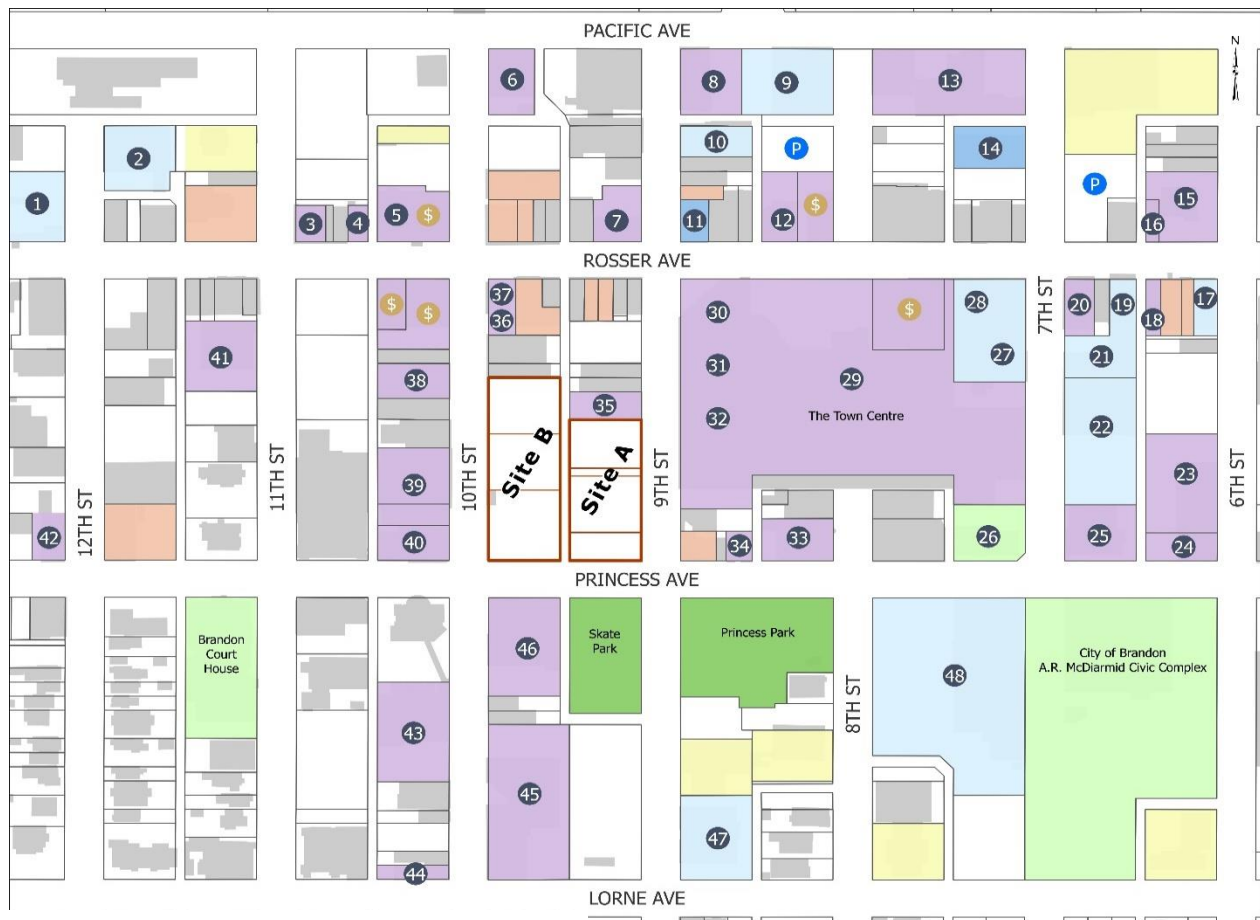 PACIFIC AVE
N
6
8
9
13
10
P
14
2
P
1
3
4
5
$
7
11
12
$
16
15
ROSSER AVE
7TH ST
37
36
$
$
30
$
28
20
19
18
17
41
38
35
31
29
27
21
32
The Town Centre
22
Site B
Site A
12TH ST
11TH ST
10TH ST
9TH ST
6TH ST
39
23
42
40
34
33
26
25
24
PRINCESS AVE
Brandon
Court
House
46
Skate
Park
Princess Park
8TH ST
48
City of Brandon
A.R. McDiarmid Civic Complex
43
45
47
44
LORNE AVE